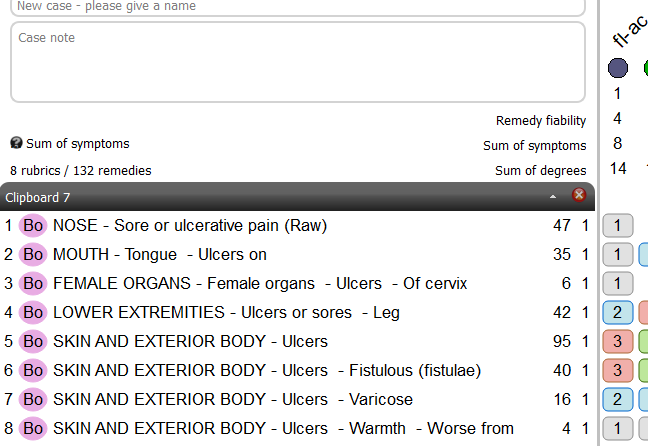 New case - please give a name
Case note
fl-ac
1
Remedy fiability 4
Sum of symptoms Sum of symptoms 8
8 rubrics / 132 remedies Sum of degrees 14
Clipboard 7
1 Bo NOSE - Sore or ulcerative pain (Raw) 47 1 1
2 Bo MOUTH - Tongue - Ulcers on 35 1 1
3 Bo FEMALE ORGANS - Female organs - Ulcers - Of cervix 6 1 1
4 Bo LOWER EXTREMITIES - Ulcers or sores - Leg 42 1 2
5 Bo SKIN AND EXTERIOR BODY - Ulcers 95 1 3
6 Bo SKIN AND EXTERIOR BODY - Ulcers - Fistulous (fistulae) 40 1 3
7 Bo SKIN AND EXTERIOR BODY - Ulcers - Varicose 16 1 2
8 Bo SKIN AND EXTERIOR BODY - Ulcers - Warmth - Worse from 4 1 1